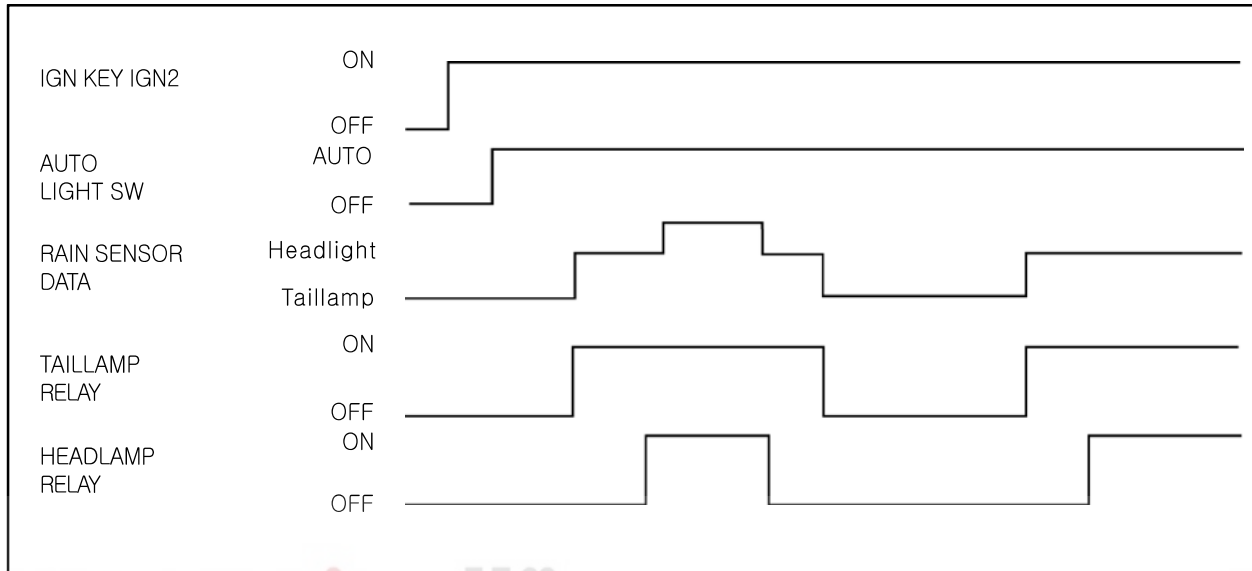 IGN KEY IGN2
ON
OFF
AUTO
LIGHT SW
AUTO
OFF
RAIN SENSOR
DATA
Headlight
Taillamp
TAILLAMP
RELAY
ON
OFF
HEADLAMP
RELAY
ON
OFF